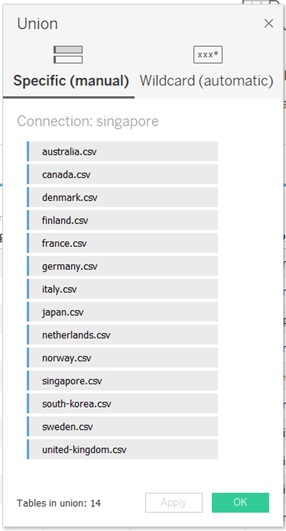 Union
xxx*
Specific (manual) Wildcard (automatic)
Connection: singapore
australia.csv
canada.csv
denmark.csv
finland.csv
france.csv
germany.csv
italy.csv
japan.csv
netherlands.csv
norway.csv
singapore.csv
south-korea.csv
sweden.csv
united-kingdom.csv
Tables in union: 14 Apply OK